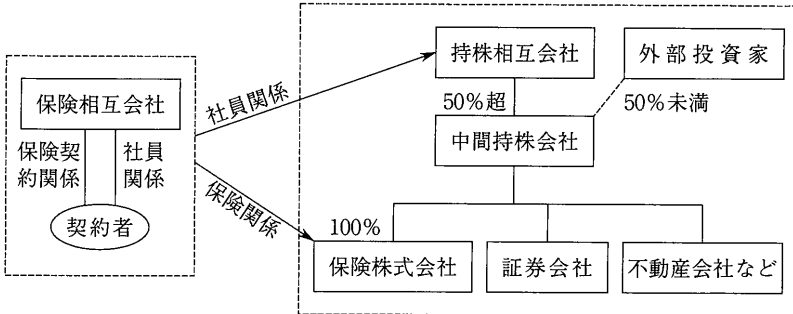 保険相互会社
保険契
約関係
社員
関係
契約者
社員関係
保険関係
持株相互会社
外部投資家
50%超
50%未満
中間持株会社
100%
保険株式会社
証券会社
不動産会社など